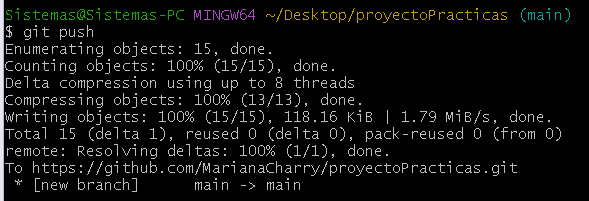 Sistemas@Sistemas-PC MINGW64 ~/Desktop/proyectoPracticas (main)
$ git push
Enumerating objects: 15, done.
Counting objects: 100% (15/15), done.
Delta compression using up to 8 threads
Compressing objects: 100% (13/13), done.
Writing objects: 100% (15/15), 118.16 KiB | 1.79 MiB/s, done.
Total 15 (delta 1), reused 0 (delta 0), pack-reused 0 (from 0)
remote: Resolving deltas: 100% (1/1), done.
To https://github.com/MarianaCharry/proyectoPracticas.git
 * [new branch]      main -> main